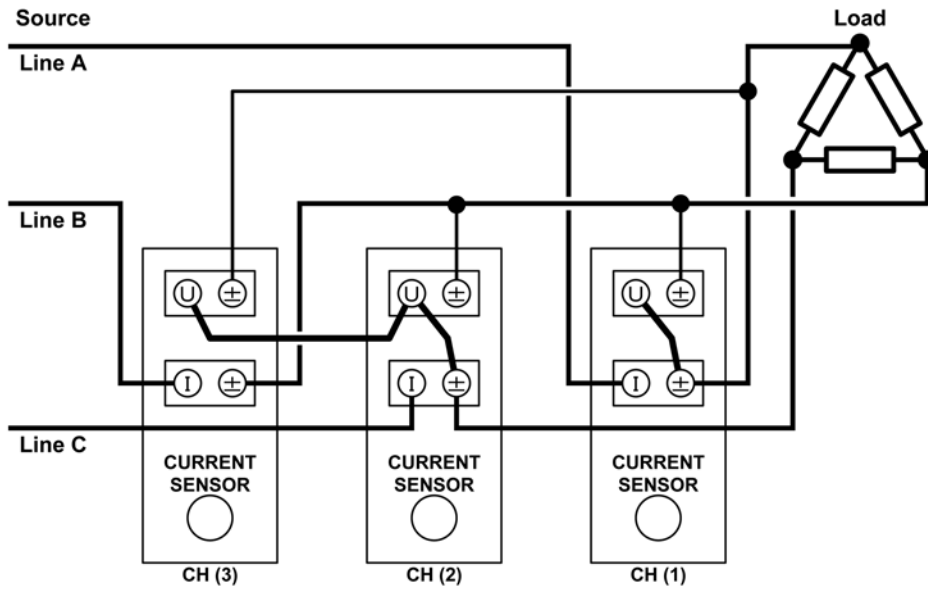 Source
Load
Line A
Line B
U ± U ± U ±
I ± I ± I ±
Line C
CURRENT SENSOR
CURRENT SENSOR
CURRENT SENSOR
CH (3)
CH (2)
CH (1)